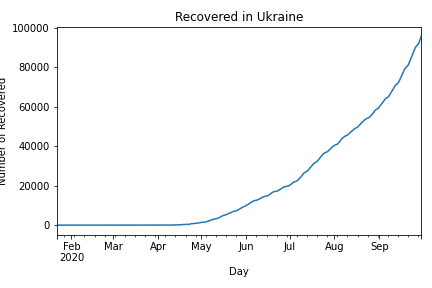 Recovered in Ukraine
100000
80000
60000
40000
20000
0
Number of Recovered
Feb Mar Apr May Jun Jul Aug Sep
2020
Day